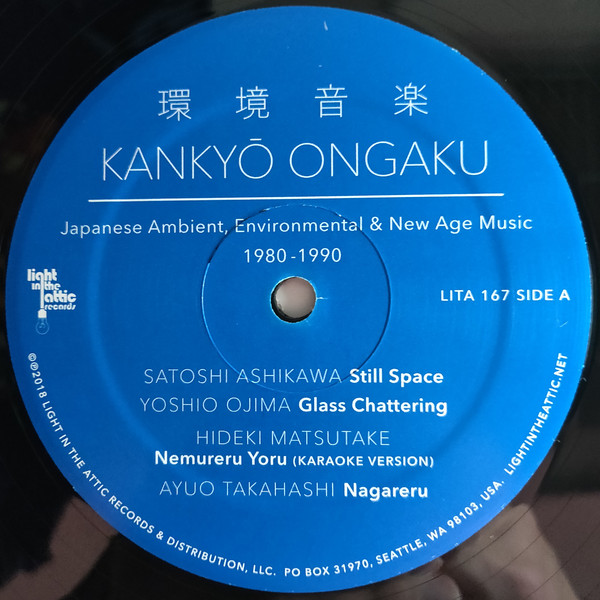 環境音楽
KANKYŌ ONGAKU
Japanese Ambient, Environmental & New Age Music
1980-1990
light
in the
attic
records
LITA 167 SIDE A
SATOSHI ASHIKAWA Still Space
YOSHIO OJIMA Glass Chattering
HIDEKI MATSUTAKE
Nemureru Yoru (KARAOKE VERSION)
AYUO TAKAHASHI Nagareru
©℗2018 LIGHT IN THE ATTIC RECORDS & DISTRIBUTION, LLC. PO BOX 31970, SEATTLE, WA 98103, USA. LIGHTINTHEATTIC.NET